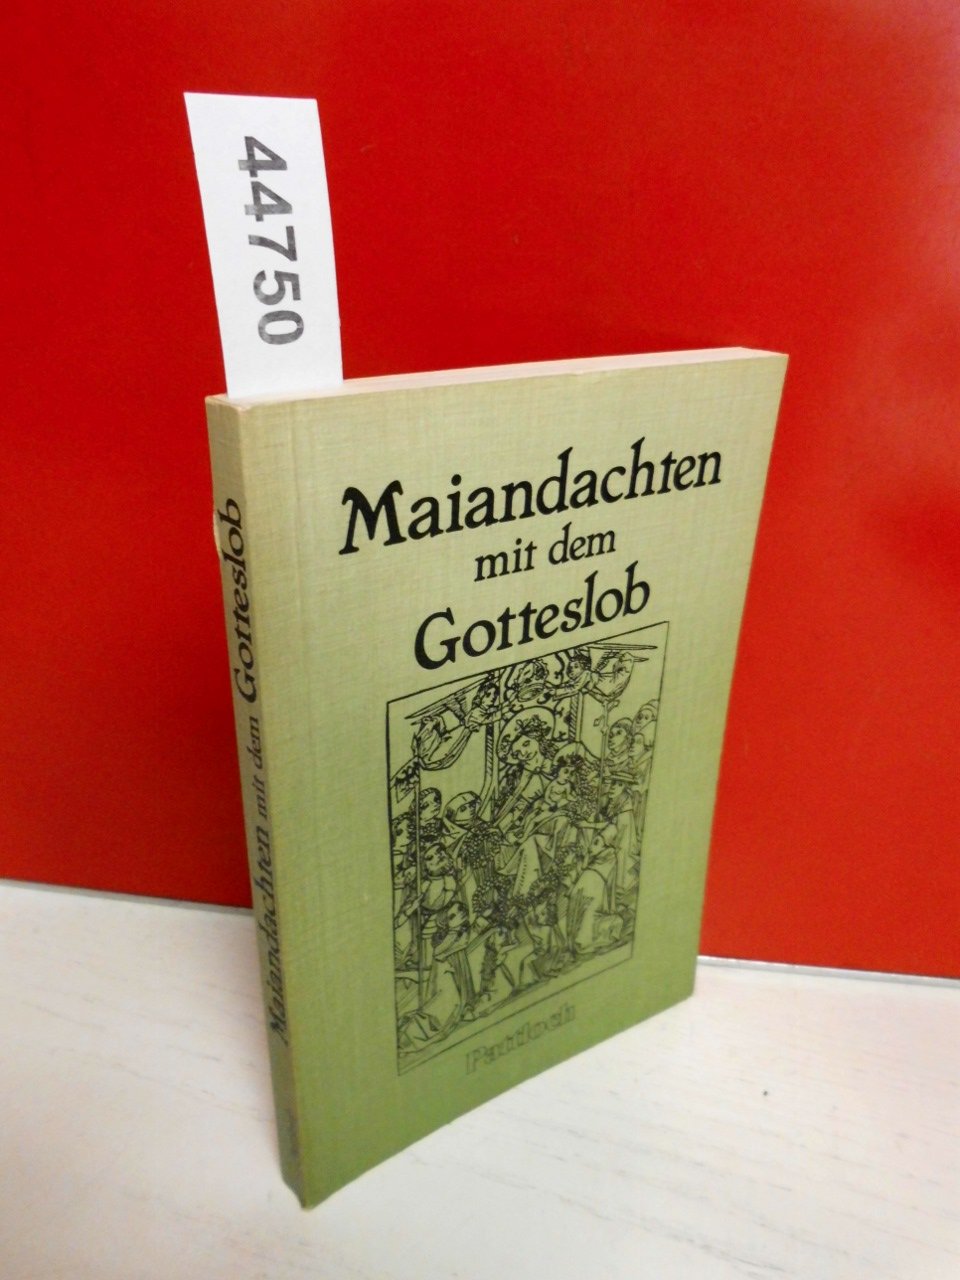 44750
Maiandachten
mit dem
Gotteslob
Pattloch
Maiandachten mit dem Gotteslob